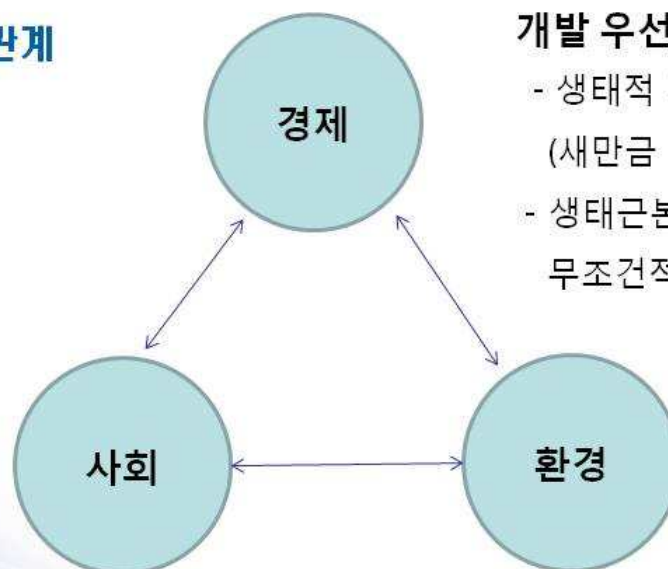 관계
개발 우선
- 생태적
(새만금
- 생태근본
무조건적
경제
사회
환경